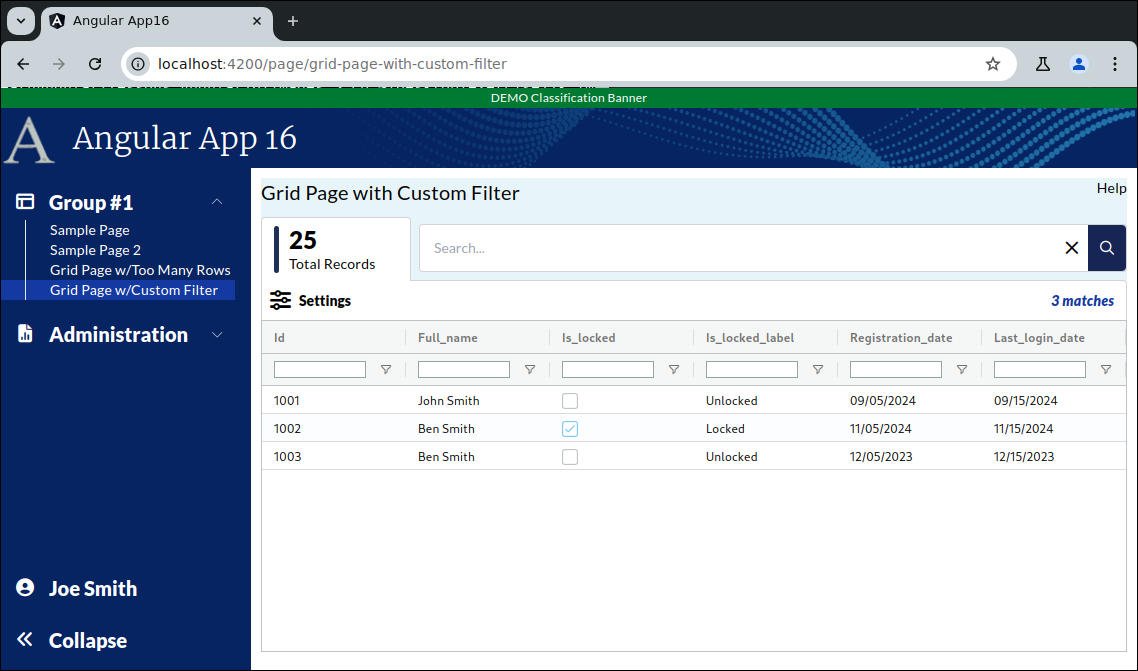 Angular App16
localhost:4200/page/grid-page-with-custom-filter
DEMO Classification Banner
A Angular App 16
Group #1
Sample Page
Sample Page 2
Grid Page w/Too Many Rows
Grid Page w/Custom Filter
Administration
Joe Smith
Collapse
Grid Page with Custom Filter
Help
25
Total Records
Search...
Settings
3 matches
Id Full_name Is_locked Is_locked_label Registration_date Last_login_date
1001 John Smith Unlocked 09/05/2024 09/15/2024
1002 Ben Smith Locked 11/05/2024 11/15/2024
1003 Ben Smith Unlocked 12/05/2023 12/15/2023